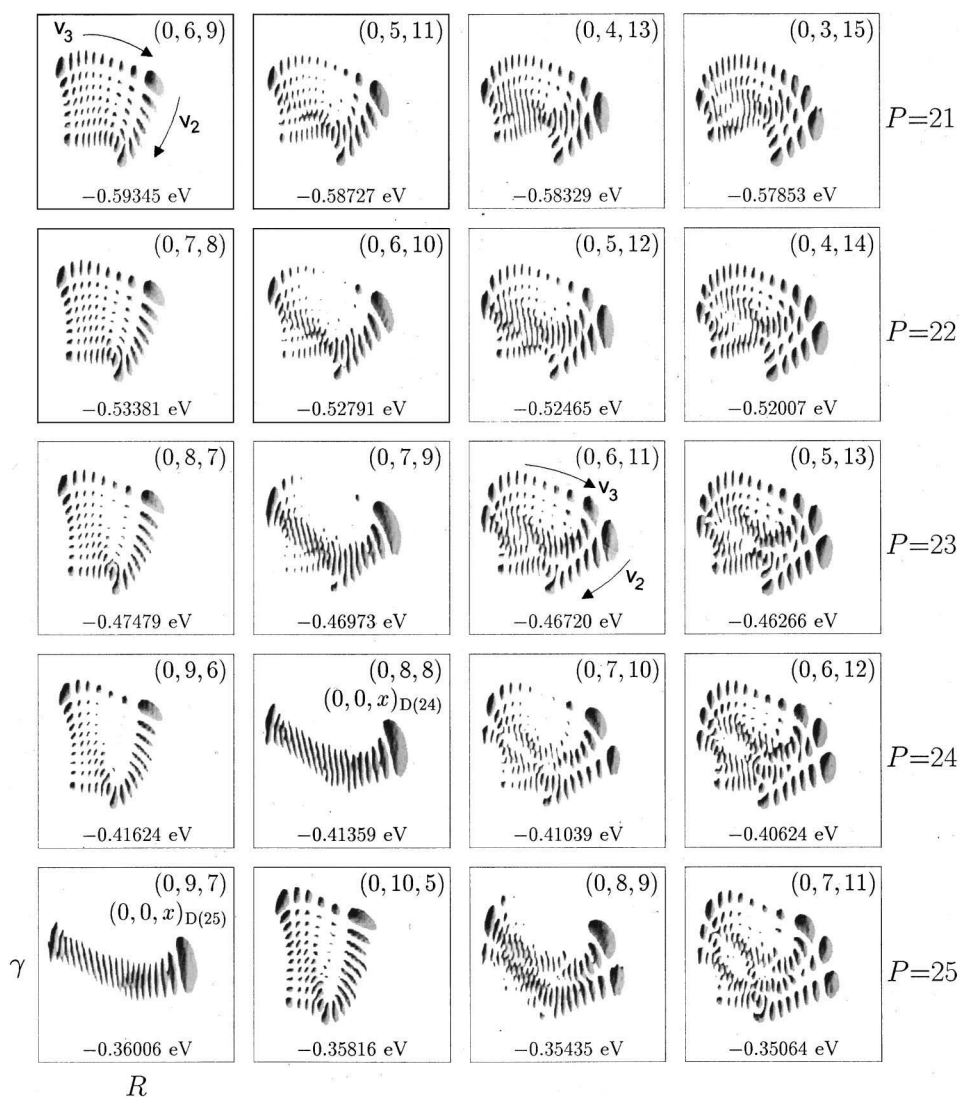 v₃ (0,6,9) (0,5,11) (0,4,13) (0,3,15)
v₂ P=21
−0.59345 eV −0.58727 eV −0.58329 eV −0.57853 eV
(0,7,8) (0,6,10) (0,5,12) (0,4,14)
P=22
−0.53381 eV −0.52791 eV −0.52465 eV −0.52007 eV
(0,8,7) (0,7,9) (0,6,11) (0,5,13)
v₃
P=23
v₂
−0.47479 eV −0.46973 eV −0.46720 eV −0.46266 eV
(0,9,6) (0,8,8) (0,7,10) (0,6,12)
(0,0,x)D(24)
P=24
−0.41624 eV −0.41359 eV −0.41039 eV −0.40624 eV
(0,9,7) (0,10,5) (0,8,9) (0,7,11)
(0,0,x)D(25)
γ P=25
−0.36006 eV −0.35816 eV −0.35435 eV −0.35064 eV
R